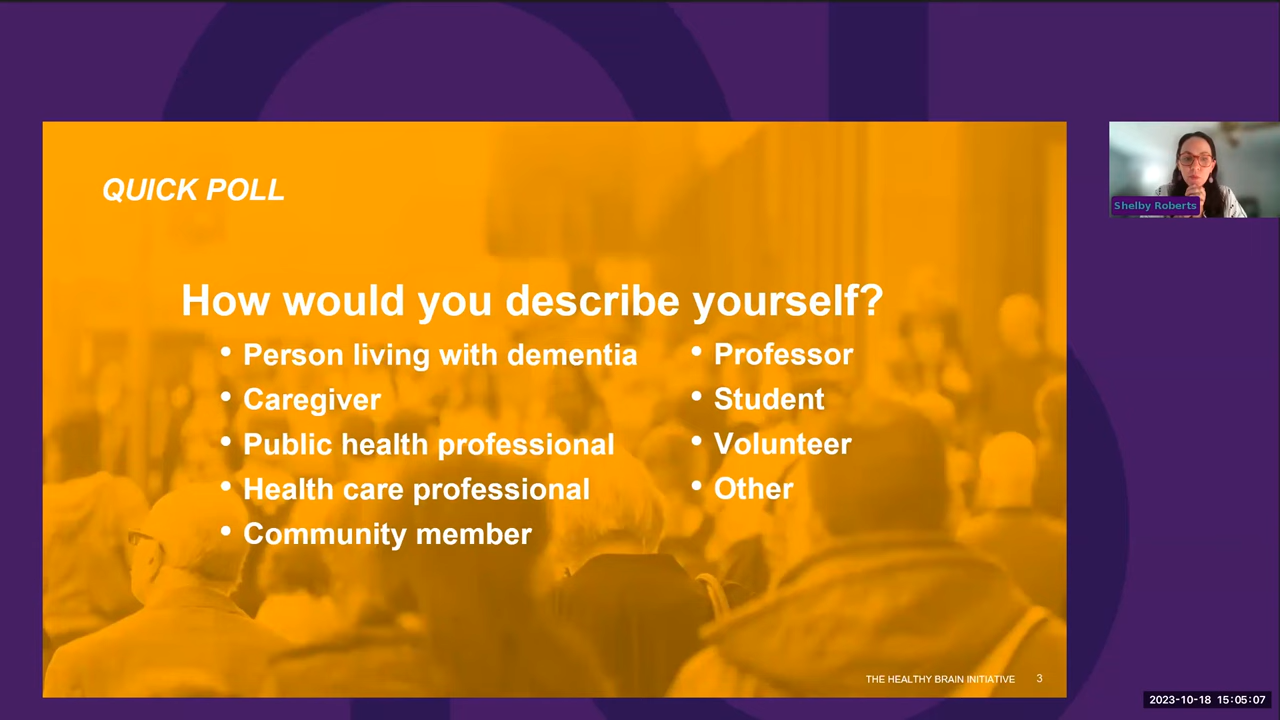 QUICK POLL
How would you describe yourself?
• Person living with dementia
• Caregiver
• Public health professional
• Health care professional
• Community member
• Professor
• Student
• Volunteer
• Other
THE HEALTHY BRAIN INITIATIVE 3
Shelby Roberts
2023-10-18 15:05:07